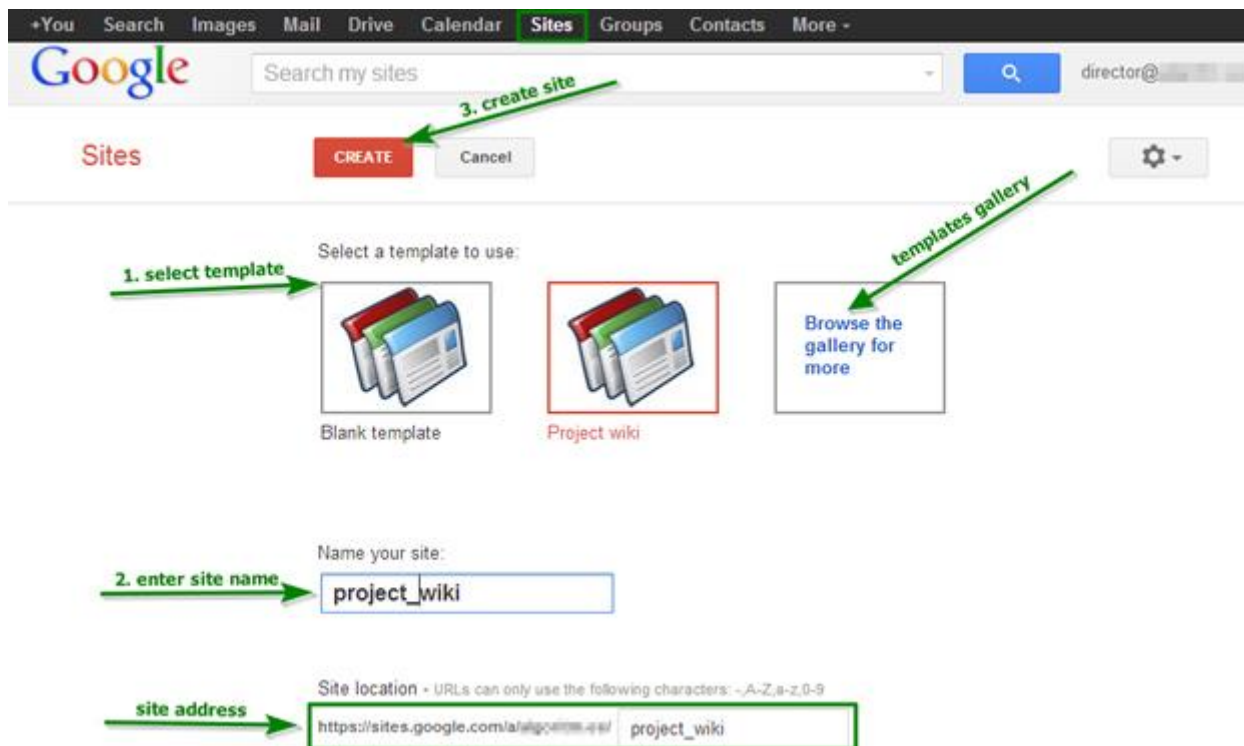 +You Search Images Mail Drive Calendar Sites Groups Contacts More
Google Search my sites director@
3. create site
Sites CREATE Cancel
templates gallery
Select a template to use:
1. select template
Browse the
gallery for
more
Blank template Project wiki
Name your site:
2. enter site name project_wiki
Site location - URLs can only use the following characters: -,A-Z,a-z,0-9
site address https://sites.google.com/a/ project_wiki